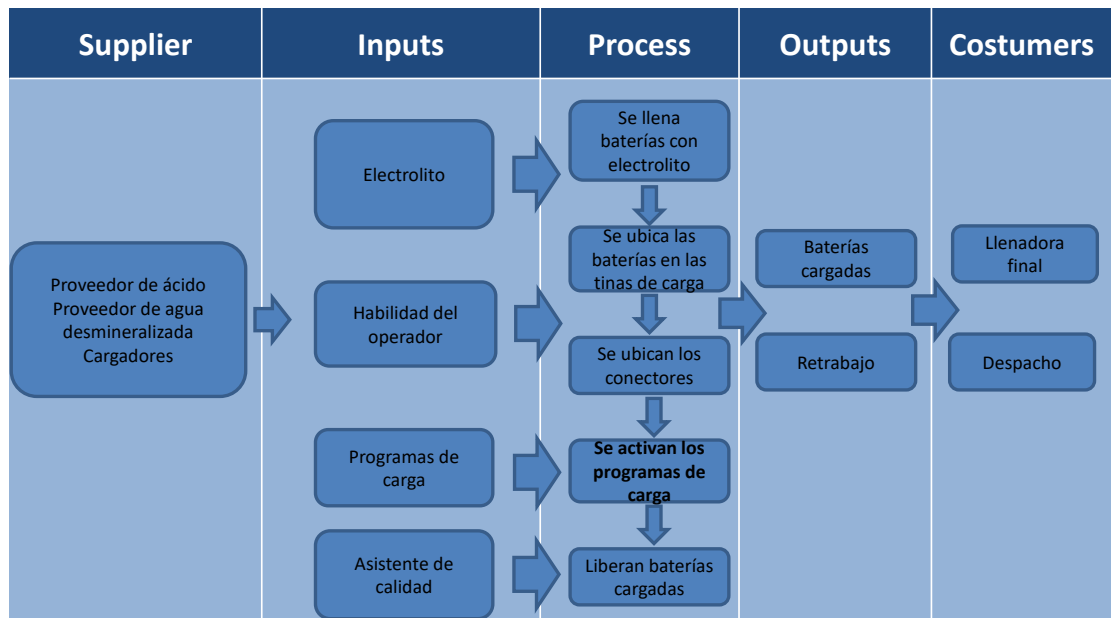 Supplier
Inputs
Process
Outputs
Costumers
Proveedor de ácido
Proveedor de agua
desmineralizada
Cargadores
Electrolito
Habilidad del
operador
Programas de
carga
Asistente de
calidad
Se llena
baterías con
electrolito
Se ubica las
baterías en las
tinas de carga
Se ubican los
conectores
Se activan los
programas de
carga
Liberan baterías
cargadas
Baterías
cargadas
Retrabajo
Llenadora
final
Despacho